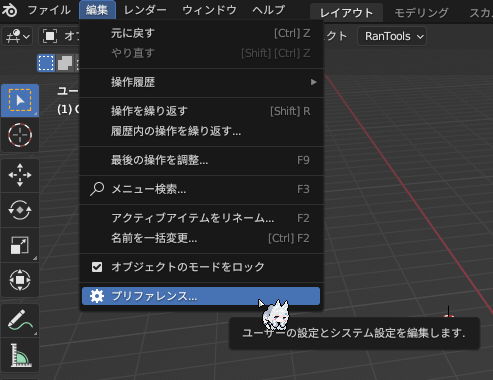 ファイル 編集 レンダー ウィンドウ ヘルプ レイアウト モデリング スカ
オ クト RanTools
元に戻す [Ctrl] Z
やり直す [Shift] [Ctrl] Z
ユー
(1)
操作履歴
操作を繰り返す [Shift] R
履歴内の操作を繰り返す...
最後の操作を調整... F9
メニュー検索... F3
アクティブアイテムをリネーム... F2
名前を一括変更... [Ctrl] F2
オブジェクトのモードをロック
プリファレンス...
ユーザーの設定とシステム設定を編集します.